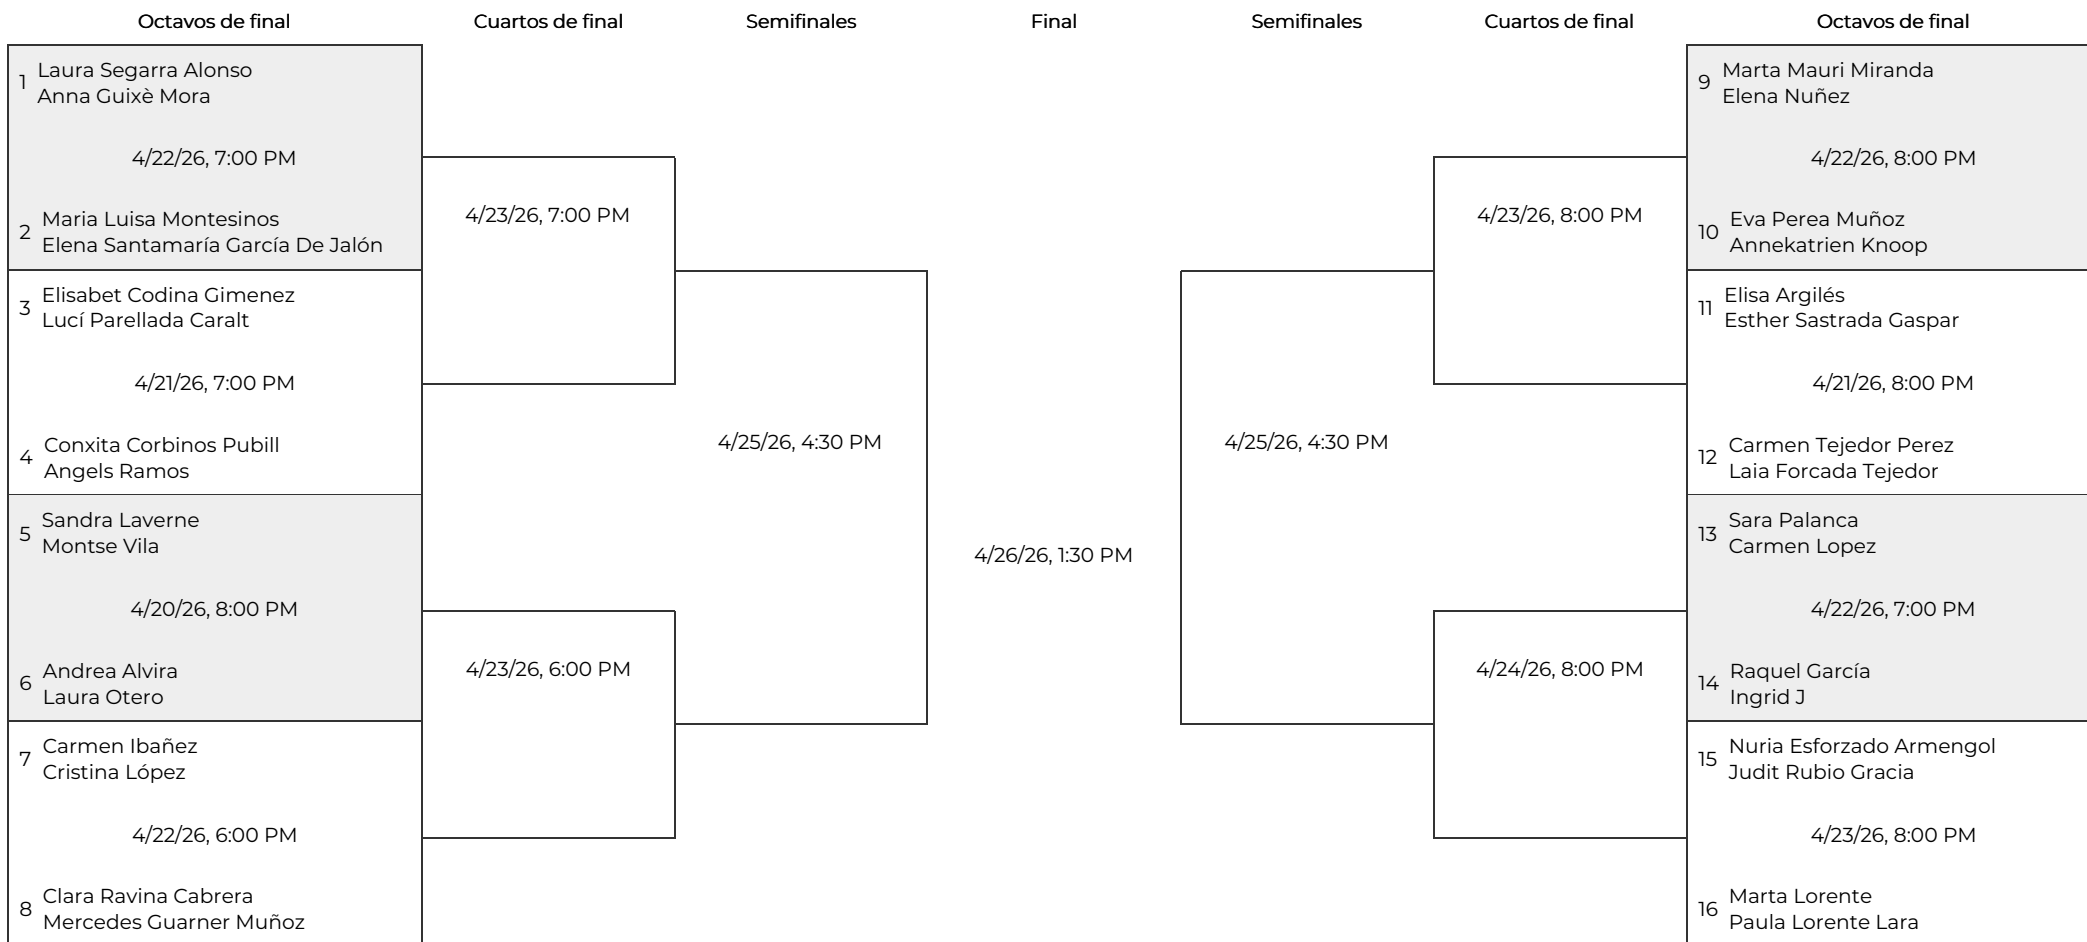 Octavos de final
Cuartos de final
Semifinales
Final
Semifinales
Cuartos de final
Octavos de final
1
Laura Segarra Alonso
Anna Guixè Mora
4/22/26, 7:00 PM
2
Maria Luisa Montesinos
Elena Santamaría García De Jalón
3
Elisabet Codina Gimenez
Lucí Parellada Caralt
4/21/26, 7:00 PM
4
Conxita Corbinos Pubill
Angels Ramos
5
Sandra Laverne
Montse Vila
4/20/26, 8:00 PM
6
Andrea Alvira
Laura Otero
7
Carmen Ibañez
Cristina López
4/22/26, 6:00 PM
8
Clara Ravina Cabrera
Mercedes Guarner Muñoz
4/23/26, 7:00 PM
4/23/26, 6:00 PM
4/25/26, 4:30 PM
4/26/26, 1:30 PM
4/25/26, 4:30 PM
4/23/26, 8:00 PM
4/24/26, 8:00 PM
9
Marta Mauri Miranda
Elena Nuñez
4/22/26, 8:00 PM
10
Eva Perea Muñoz
Annekatrien Knoop
11
Elisa Argilés
Esther Sastrada Gaspar
4/21/26, 8:00 PM
12
Carmen Tejedor Perez
Laia Forcada Tejedor
13
Sara Palanca
Carmen Lopez
4/22/26, 7:00 PM
14
Raquel García
Ingrid J
15
Nuria Esforzado Armengol
Judit Rubio Gracia
4/23/26, 8:00 PM
16
Marta Lorente
Paula Lorente Lara